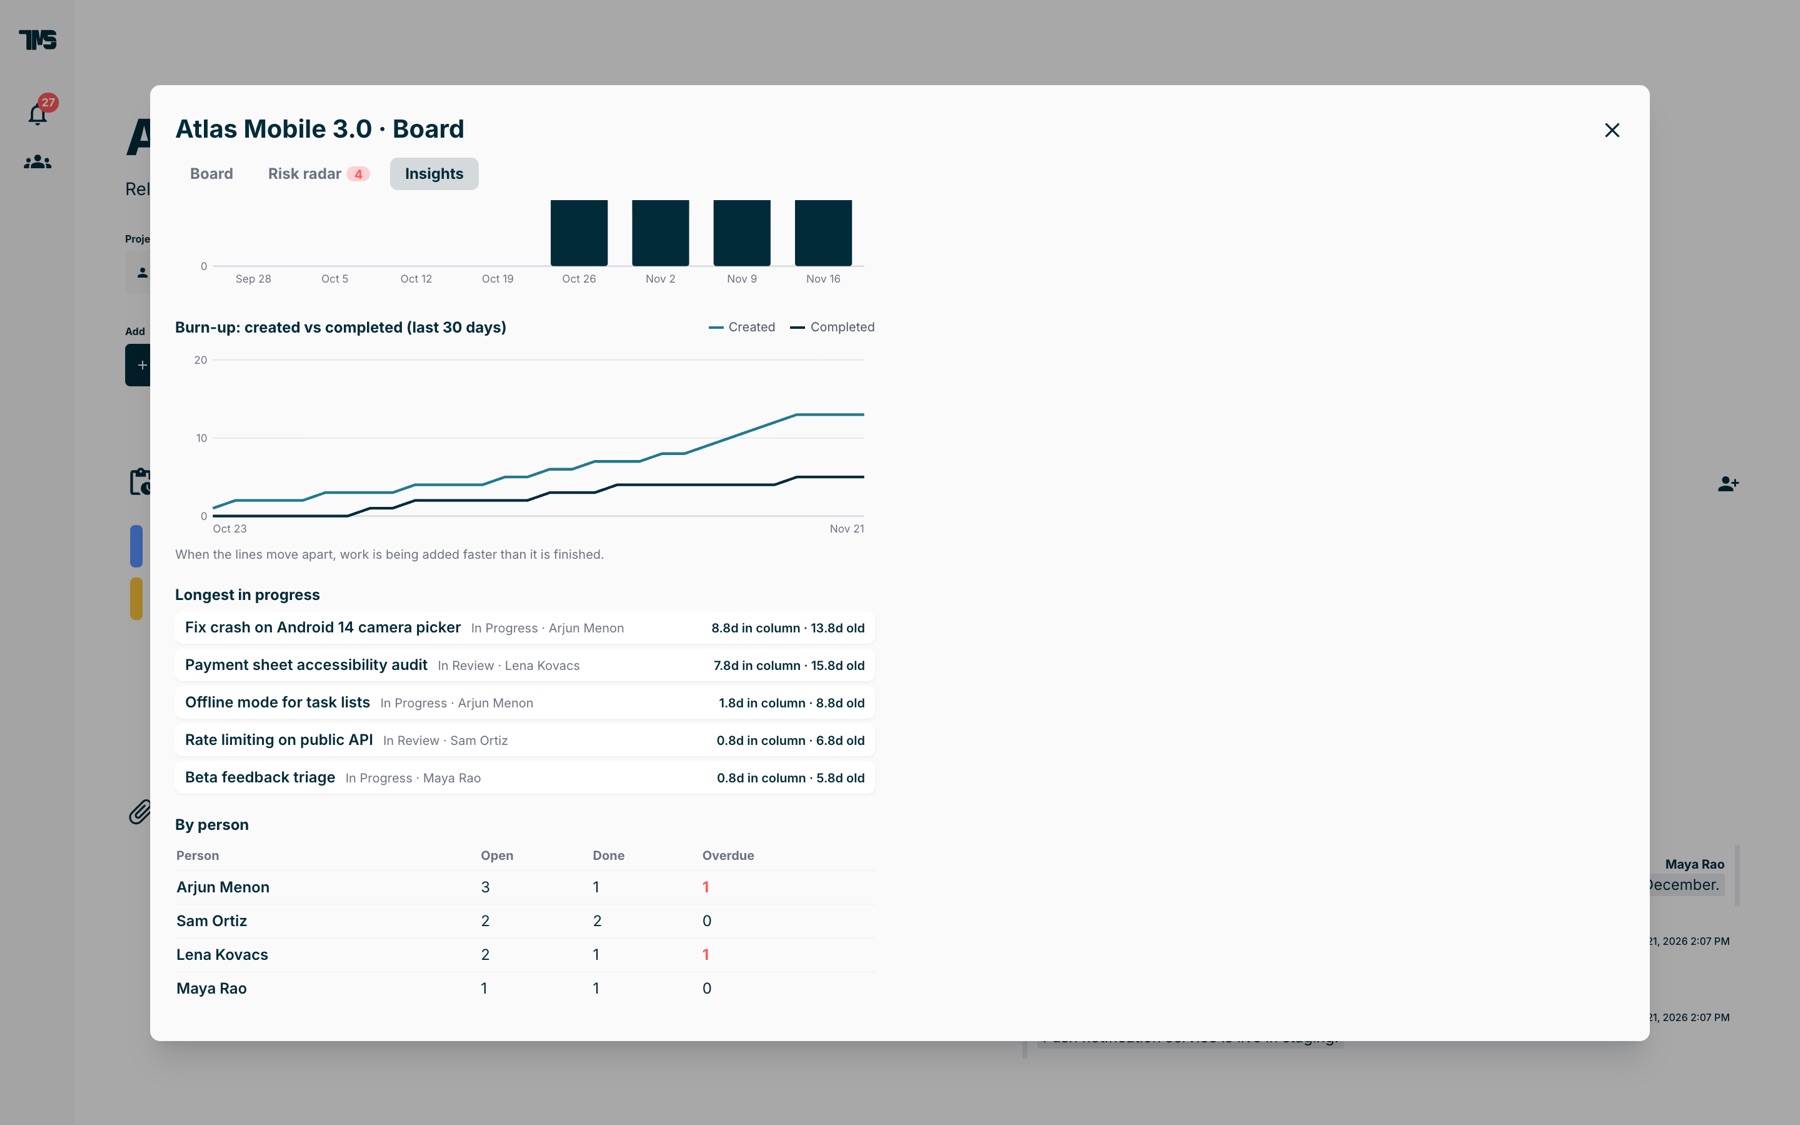 TMS
27
Atlas Mobile 3.0 · Board
Board Risk radar 4 Insights
0
Sep 28 Oct 5 Oct 12 Oct 19 Oct 26 Nov 2 Nov 9 Nov 16
Burn-up: created vs completed (last 30 days) Created Completed
20
10
0
Oct 23 Nov 21
When the lines move apart, work is being added faster than it is finished.
Longest in progress
Fix crash on Android 14 camera picker In Progress · Arjun Menon 8.8d in column · 13.8d old
Payment sheet accessibility audit In Review · Lena Kovacs 7.8d in column · 15.8d old
Offline mode for task lists In Progress · Arjun Menon 1.8d in column · 8.8d old
Rate limiting on public API In Review · Sam Ortiz 0.8d in column · 6.8d old
Beta feedback triage In Progress · Maya Rao 0.8d in column · 5.8d old
By person
Person Open Done Overdue
Arjun Menon 3 1 1
Sam Ortiz 2 2 0
Lena Kovacs 2 1 1
Maya Rao 1 1 0
Rel
Proje
Add
Maya Rao
December.
21, 2026 2:07 PM
21, 2026 2:07 PM